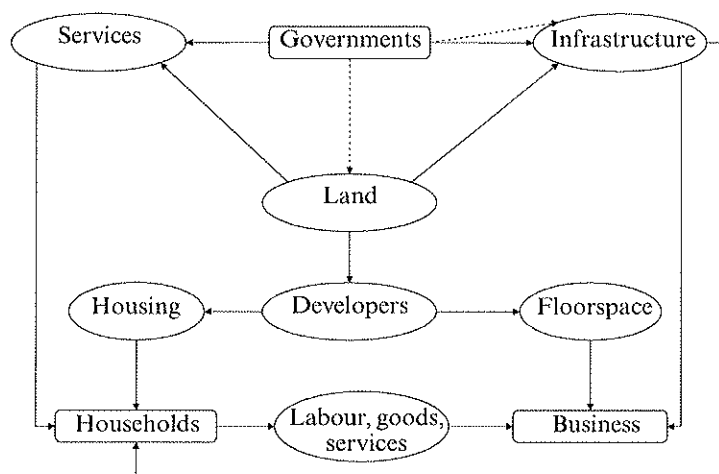 Services
Governments
Infrastructure
Land
Housing
Developers
Floorspace
Households
Labour, goods,
services
Business